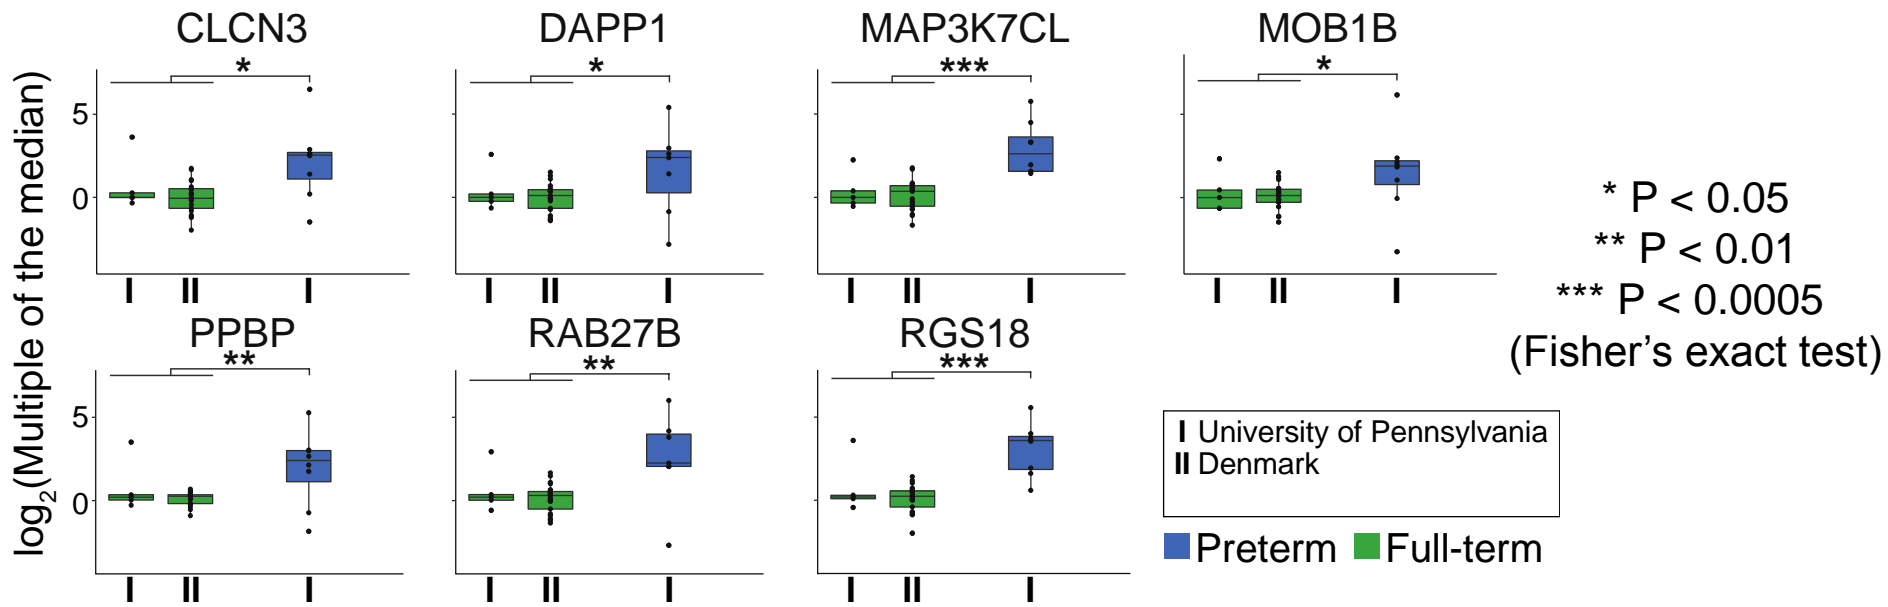 CLCN3 DAPP1 MAP3K7CL MOB1B
* * *** *
log2(Multiple of the median)
5
0
I II I I II I I II I I II I
* P < 0.05
** P < 0.01
*** P < 0.0005
(Fisher's exact test)
PPBP RAB27B RGS18
** ** ***
5
0
I II I I II I I II I
I University of Pennsylvania
II Denmark
Preterm Full-term